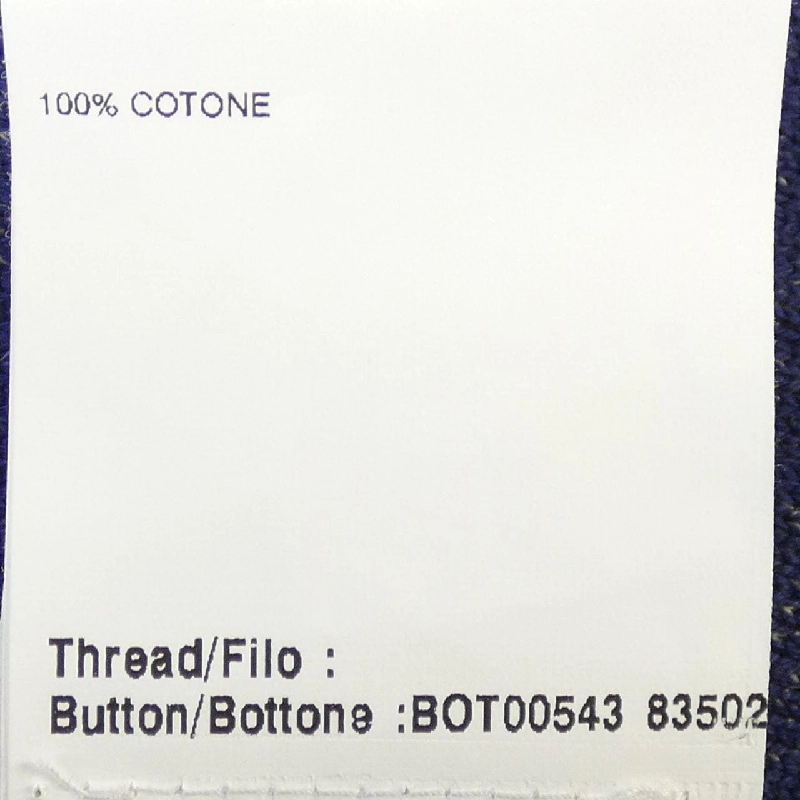 100% COTONE
Thread/Filo :
Button/Bottone :BOT00543 83502